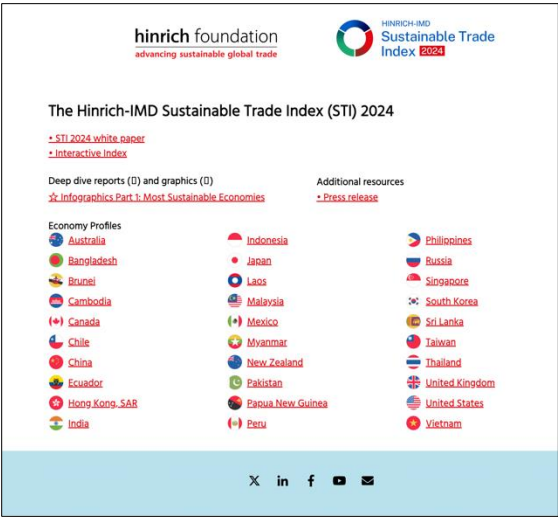 hinrich foundation
advancing sustainable global trade
HINRICH-IMD
Sustainable Trade
Index 2024
The Hinrich-IMD Sustainable Trade Index (STI) 2024
• STI 2024 white paper
• Interactive Index
Deep dive reports (▯) and graphics (▯)
☆ Infographics Part 1: Most Sustainable Economies
Additional resources
• Press release
Economy Profiles
Australia
Bangladesh
Brunei
Cambodia
Canada
Chile
China
Ecuador
Hong Kong, SAR
India
Indonesia
Japan
Laos
Malaysia
Mexico
Myanmar
New Zealand
Pakistan
Papua New Guinea
Peru
Philippines
Russia
Singapore
South Korea
Sri Lanka
Taiwan
Thailand
United Kingdom
United States
Vietnam